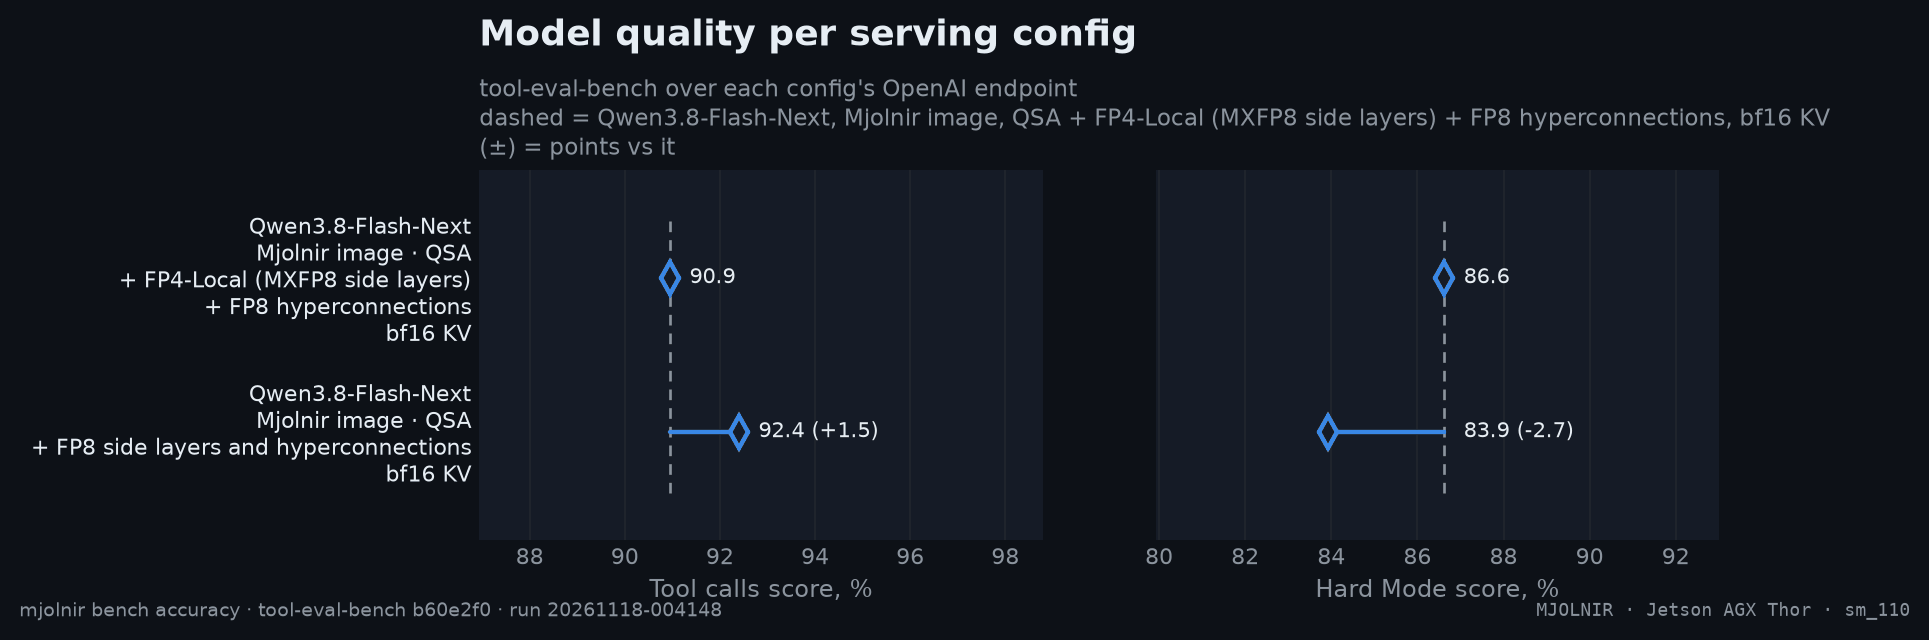 Model quality per serving config
tool-eval-bench over each config's OpenAI endpoint
dashed = Qwen3.8-Flash-Next, Mjolnir image, QSA + FP4-Local (MXFP8 side layers) + FP8 hyperconnections, bf16 KV
(±) = points vs it
Qwen3.8-Flash-Next
Mjolnir image · QSA
+ FP4-Local (MXFP8 side layers)
+ FP8 hyperconnections
bf16 KV
90.9
86.6
Qwen3.8-Flash-Next
Mjolnir image · QSA
+ FP8 side layers and hyperconnections
bf16 KV
92.4 (+1.5)
83.9 (-2.7)
88 90 92 94 96 98
80 82 84 86 88 90 92
Tool calls score, %
Hard Mode score, %
mjolnir bench accuracy · tool-eval-bench b60e2f0 · run 20261118-004148
MJOLNIR · Jetson AGX Thor · sm_110